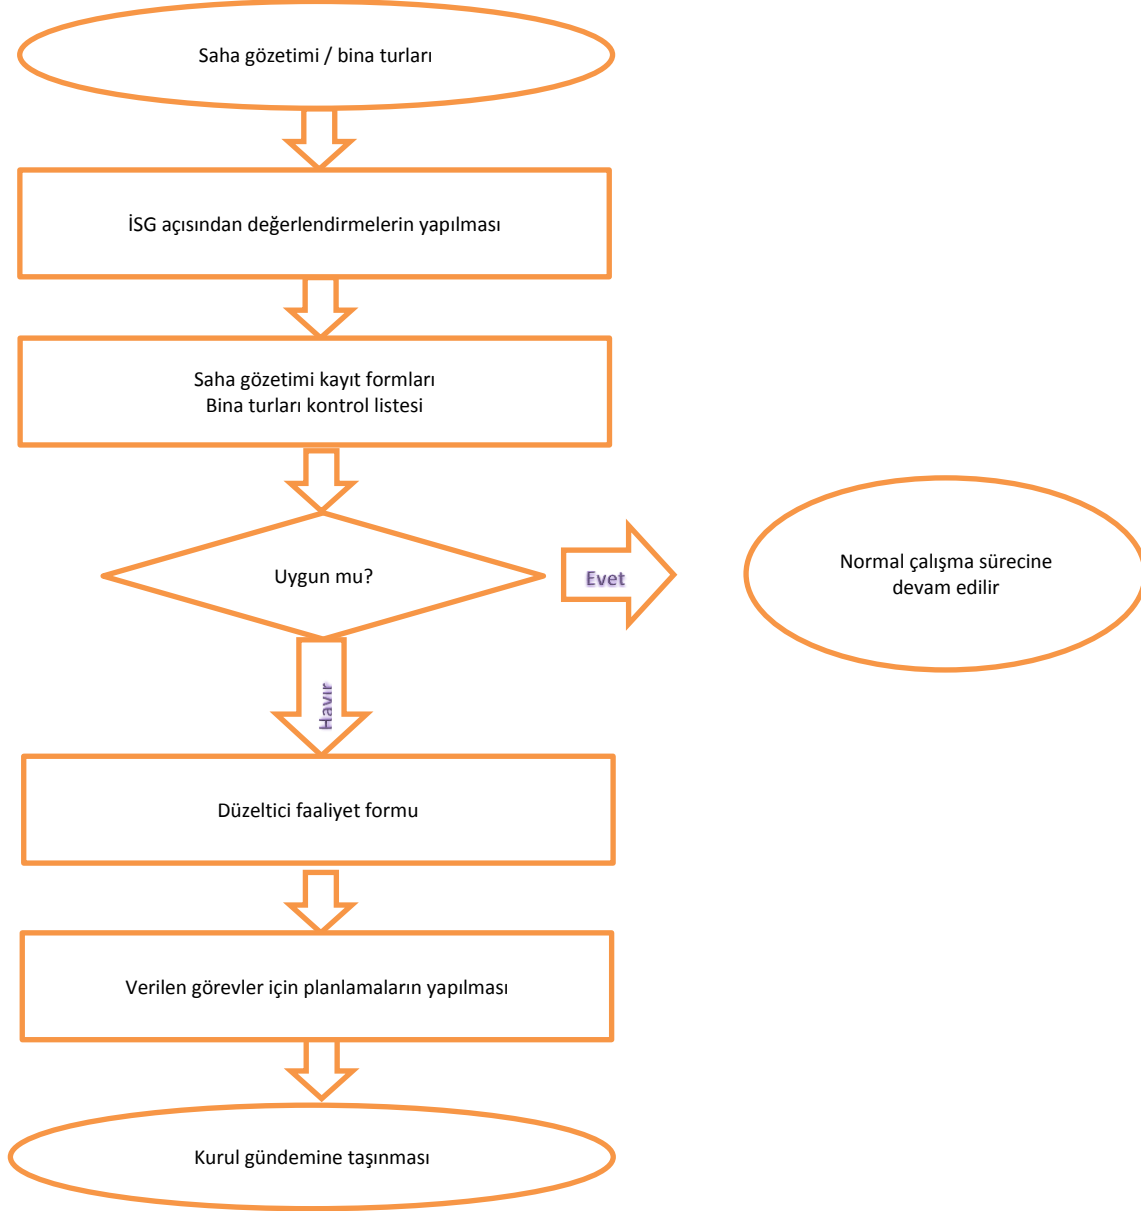 Saha gözetimi / bina turları
İSG açısından değerlendirmelerin yapılması
Saha gözetimi kayıt formları
Bina turları kontrol listesi
Uygun mu?
Evet
Normal çalışma sürecine
devam edilir
Hayır
Düzeltici faaliyet formu
Verilen görevler için planlamaların yapılması
Kurul gündemine taşınması